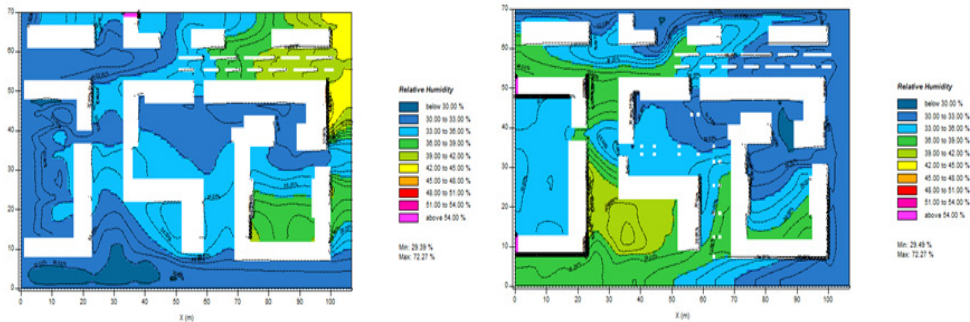 70
60
50
40
30
20
10
0
0 10 20 30 40 50 60 70 80 90 100
X (m)
Relative Humidity
below 30.00 %
30.00 to 33.00 %
33.00 to 36.00 %
36.00 to 39.00 %
39.00 to 42.00 %
42.00 to 45.00 %
45.00 to 48.00 %
48.00 to 51.00 %
51.00 to 54.00 %
above 54.00 %
Min: 29.39 %
Max: 72.27 %
70
60
50
40
30
20
10
0
0 10 20 30 40 50 60 70 80 90 100
X (m)
Relative Humidity
below 30.00 %
30.00 to 33.00 %
33.00 to 36.00 %
36.00 to 39.00 %
39.00 to 42.00 %
42.00 to 45.00 %
45.00 to 48.00 %
48.00 to 51.00 %
51.00 to 54.00 %
above 54.00 %
Min: 29.49 %
Max: 72.27 %